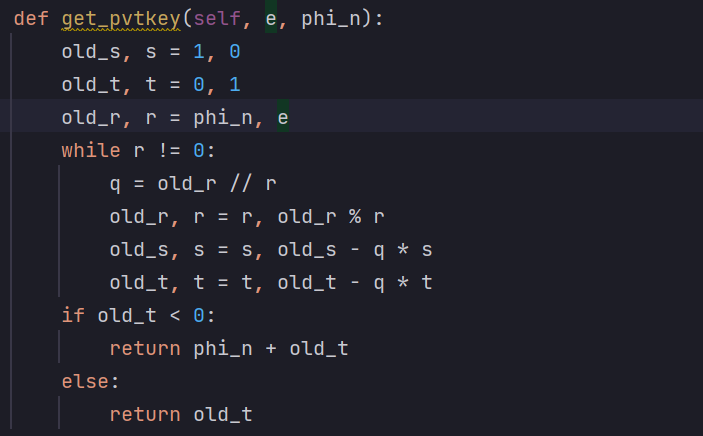 def get_pvtkey(self, e, phi_n):
    old_s, s = 1, 0
    old_t, t = 0, 1
    old_r, r = phi_n, e
    while r != 0:
        q = old_r // r
        old_r, r = r, old_r % r
        old_s, s = s, old_s - q * s
        old_t, t = t, old_t - q * t
    if old_t < 0:
        return phi_n + old_t
    else:
        return old_t